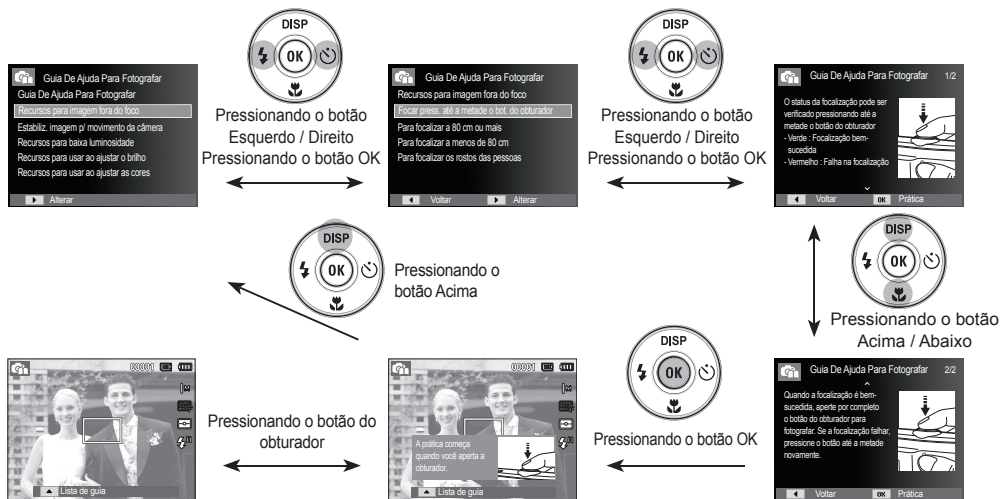 DISP
OK
Pressionando o botão
Esquerdo / Direito
Pressionando o botão OK
DISP
OK
Pressionando o botão
Esquerdo / Direito
Pressionando o botão OK
Guia De Ajuda Para Fotografar
Guia De Ajuda Para Fotografar
Recursos para imagem fora do foco
Estabiliz. imagem p/ movimento da câmera
Recursos para baixa luminosidade
Recursos para usar ao ajustar o brilho
Recursos para usar ao ajustar as cores
Alterar
Guia De Ajuda Para Fotografar
Recursos para imagem fora do foco
Focar press. até a metade o bot. do obturador
Para focalizar a 80 cm ou mais
Para focalizar a menos de 80 cm
Para focalizar os rostos das pessoas
Voltar Alterar
Guia De Ajuda Para Fotografar 1/2
O status da focalização pode ser
verificado pressionando até a
metade o botão do obturador
- Verde : Focalização bem-
sucedida
- Vermelho : Falha na focalização
Voltar OK Prática
DISP
OK
Pressionando o
botão Acima
DISP
OK
Pressionando o botão
Acima / Abaixo
00001
Lista de guia
Pressionando o botão do
obturador
00001
A prática começa
quando você aperta a
obturador.
Lista de guia
DISP
OK
Pressionando o botão OK
Guia De Ajuda Para Fotografar 2/2
Quando a focalização é bem-
sucedida, aperte por completo
o botão do obturador para
fotografar. Se a focalização falhar,
pressione o botão até a metade
novamente.
Voltar OK Prática